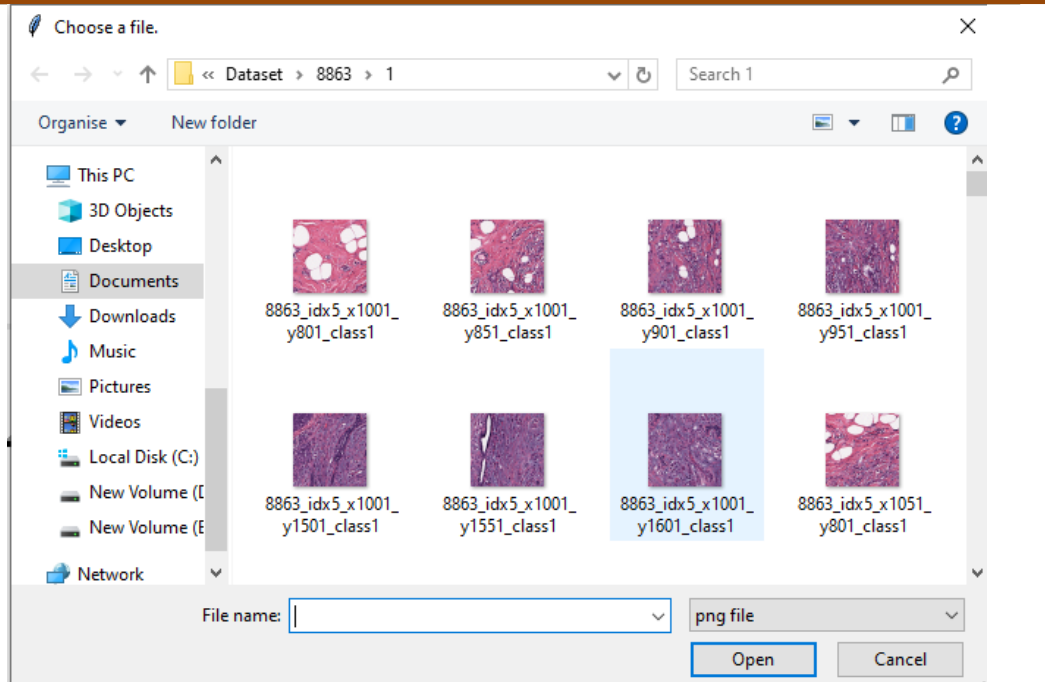 Choose a file.
« Dataset › 8863 › 1
Search 1
Organise
New folder
This PC
3D Objects
Desktop
Documents
Downloads
Music
Pictures
Videos
Local Disk (C:)
New Volume (D
New Volume (E
Network
8863_idx5_x1001_
y801_class1
8863_idx5_x1001_
y851_class1
8863_idx5_x1001_
y901_class1
8863_idx5_x1001_
y951_class1
8863_idx5_x1001_
y1501_class1
8863_idx5_x1001_
y1551_class1
8863_idx5_x1001_
y1601_class1
8863_idx5_x1051_
y801_class1
File name:
png file
Open
Cancel